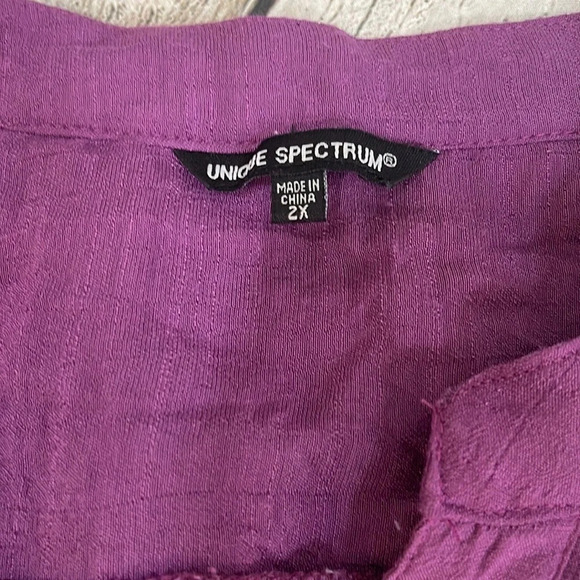 UNIQUE SPECTRUM®
MADE IN
CHINA
2X